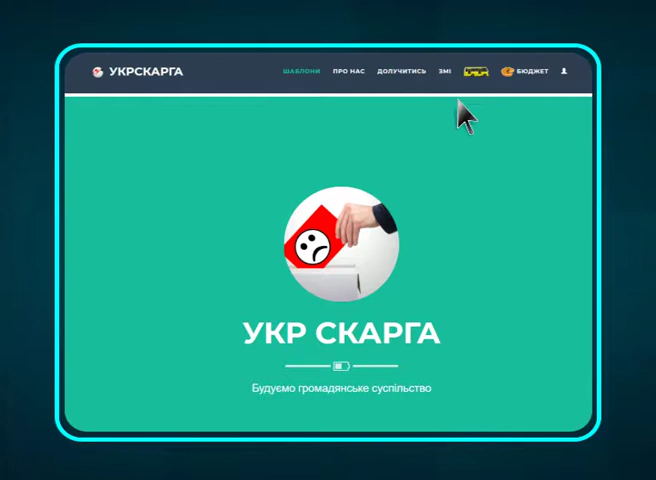 УКРСКАРГА
ШАБЛОНИ ПРО НАС ДОЛУЧИТИСЬ ЗМІ БЮДЖЕТ
УКР СКАРГА
Будуємо громадянське суспільство